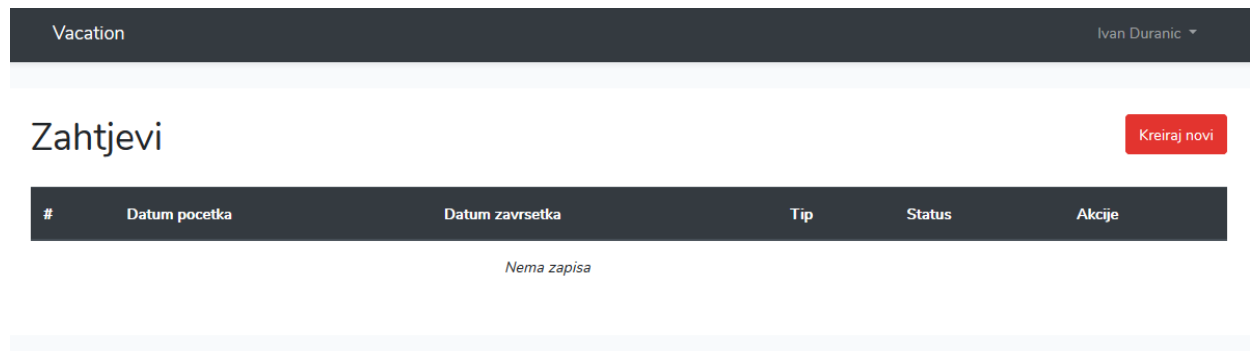 Vacation Ivan Duranic
Zahtjevi Kreiraj novi
# Datum pocetka Datum zavrsetka Tip Status Akcije
Nema zapisa